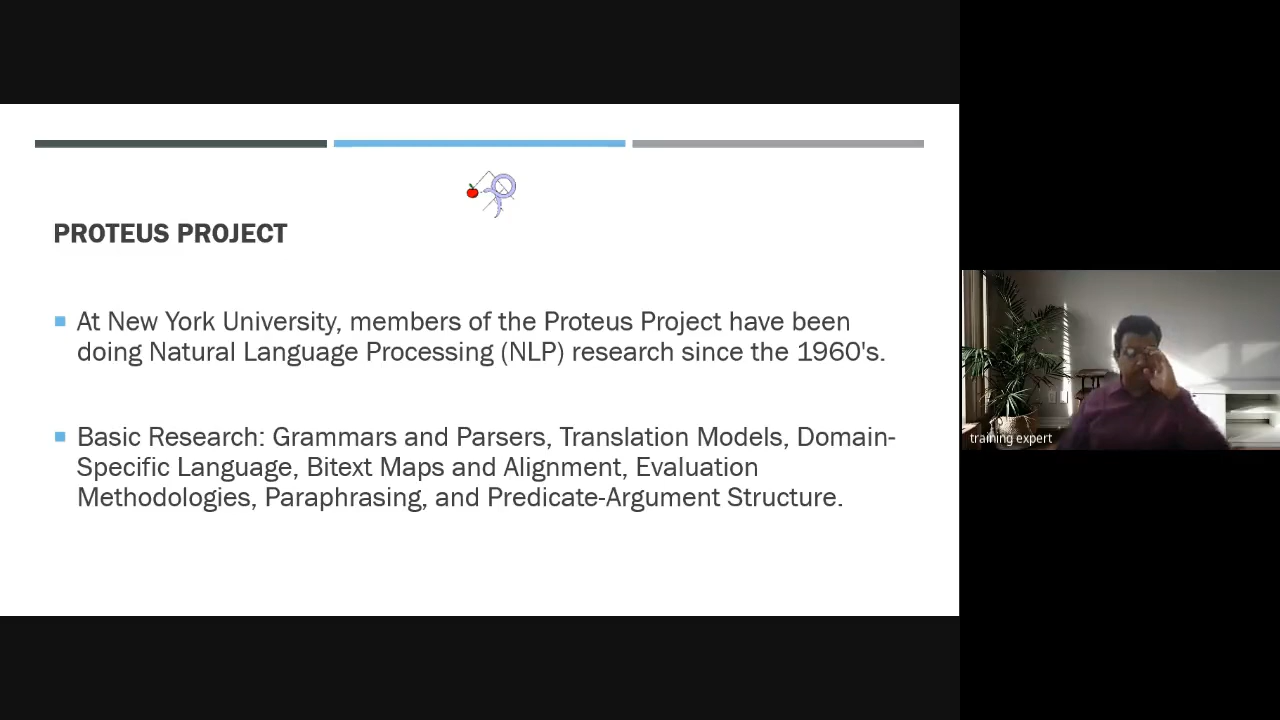 PROTEUS PROJECT
At New York University, members of the Proteus Project have been
doing Natural Language Processing (NLP) research since the 1960's.
Basic Research: Grammars and Parsers, Translation Models, Domain-
Specific Language, Bitext Maps and Alignment, Evaluation
Methodologies, Paraphrasing, and Predicate-Argument Structure.
training expert